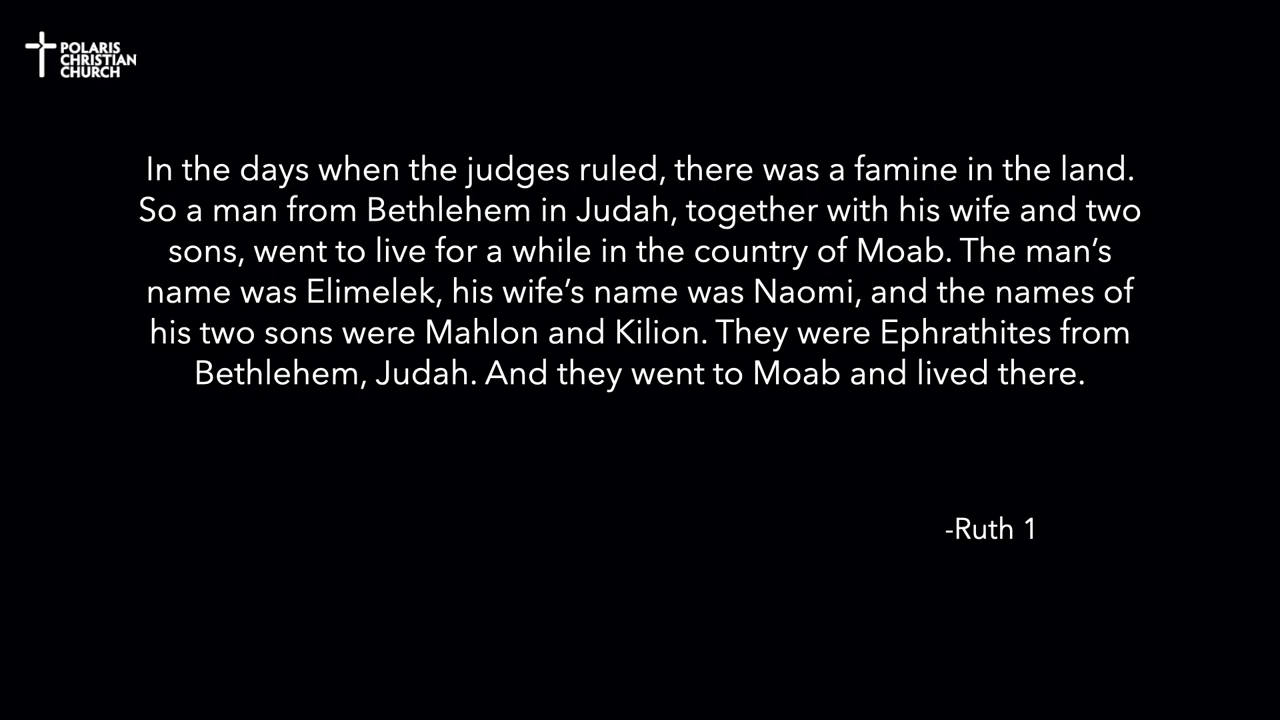 POLARIS
CHRISTIAN
CHURCH
In the days when the judges ruled, there was a famine in the land.
So a man from Bethlehem in Judah, together with his wife and two
sons, went to live for a while in the country of Moab. The man’s
name was Elimelek, his wife’s name was Naomi, and the names of
his two sons were Mahlon and Kilion. They were Ephrathites from
Bethlehem, Judah. And they went to Moab and lived there.
-Ruth 1